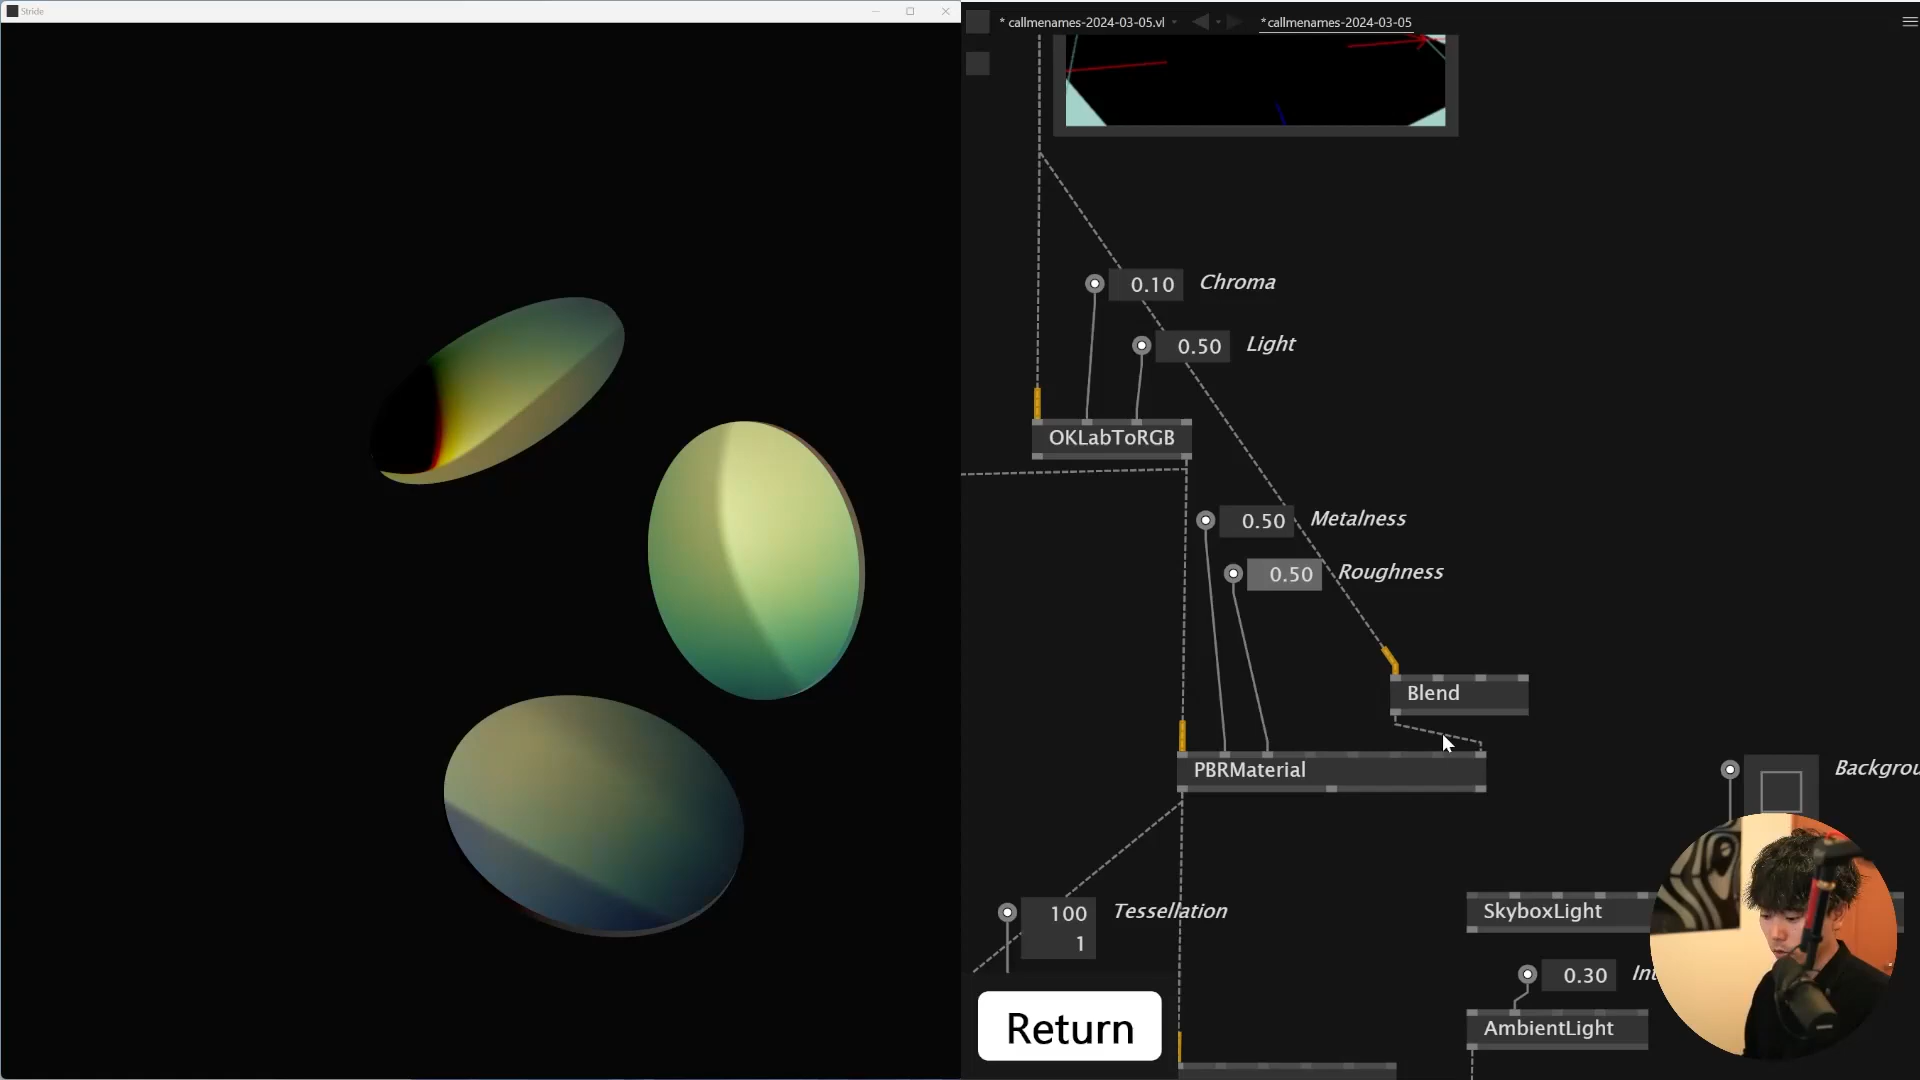 Stride
* callmenames-2024-03-05.vl
*callmenames-2024-03-05
0.10
Chroma
0.50
Light
OKLabToRGB
0.50
Metalness
0.50
Roughness
Blend
PBRMaterial
Backgrou
100
1
Tessellation
SkyboxLight
0.30
Int
AmbientLight
Return